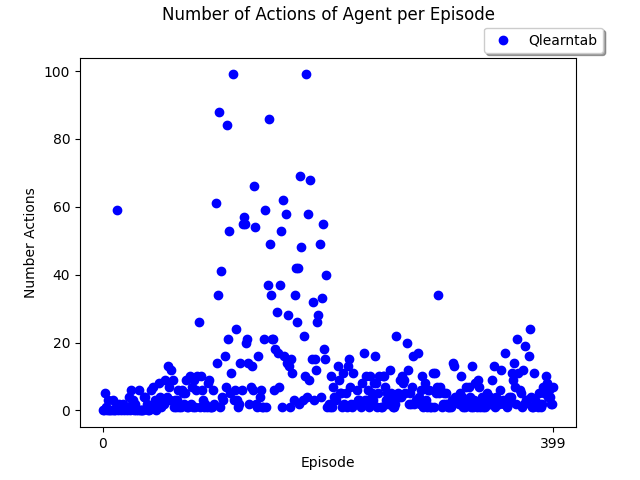 Number of Actions of Agent per Episode
Qlearntab
100
80
60
40
20
0
Number Actions
0
399
Episode